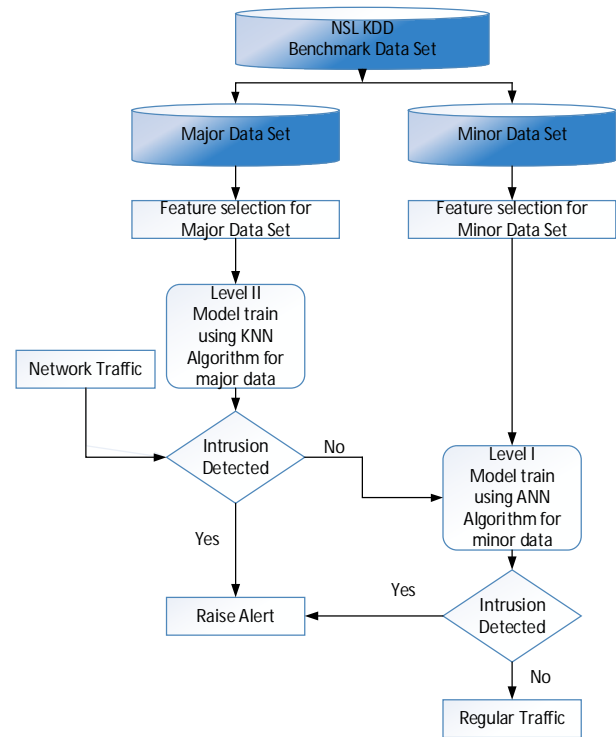 NSL KDD
Benchmark Data Set
Major Data Set
Minor Data Set
Feature selection for
Major Data Set
Feature selection for
Minor Data Set
Level II
Model train
using KNN
Algorithm for
major data
Network Traffic
Intrusion
Detected
No
Level I
Model train
using ANN
Algorithm for
minor data
Yes
Yes
Raise Alert
Intrusion
Detected
No
Regular Traffic